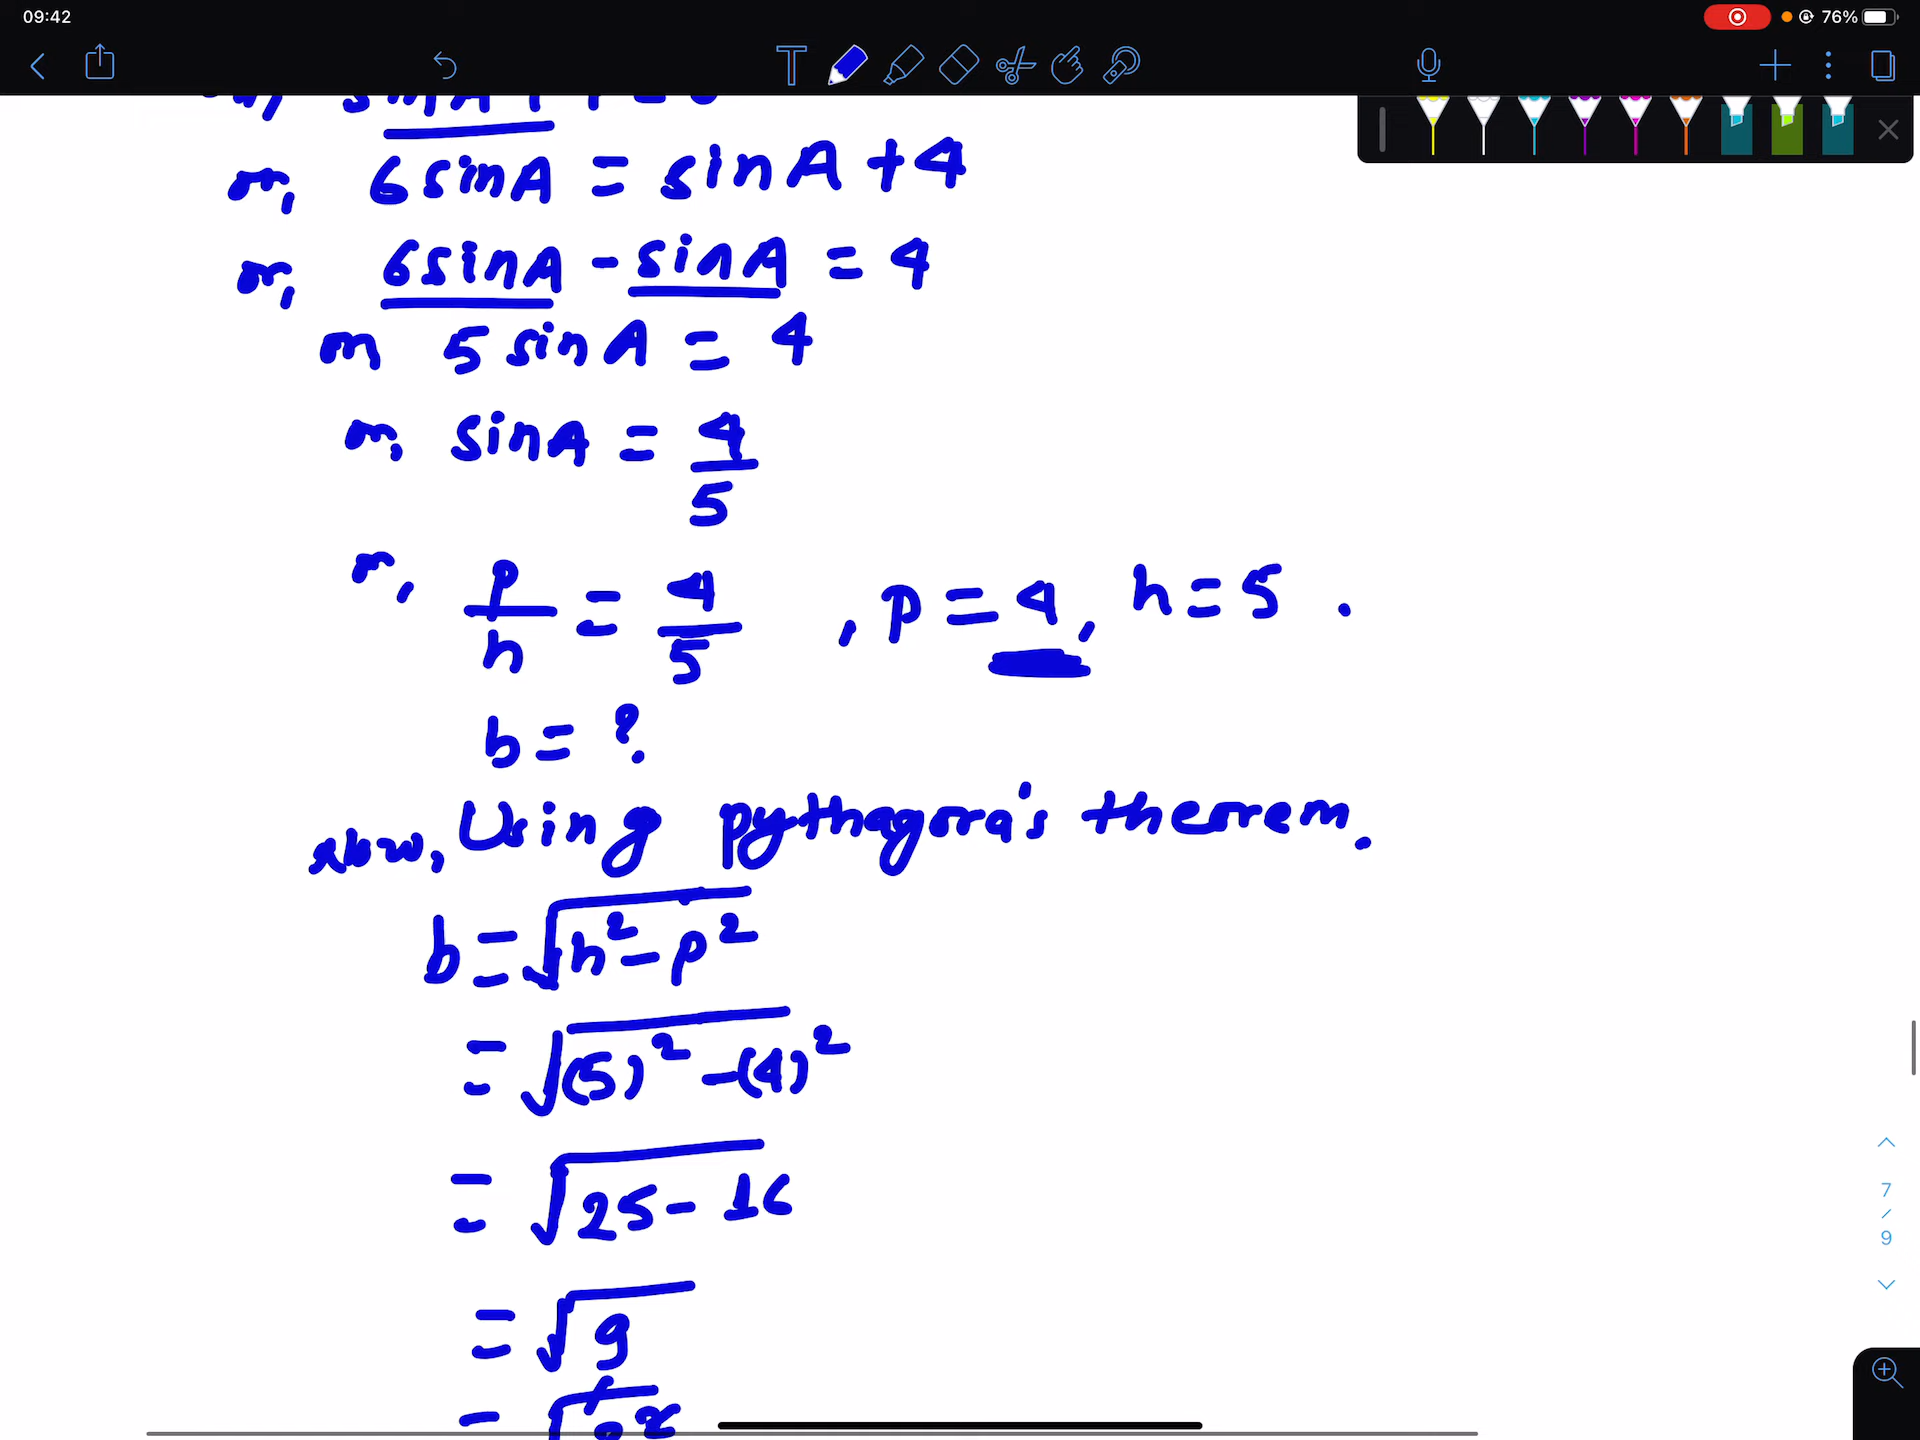 09:42
76%
or, 6sinA = sinA + 4
or, 6sinA - sinA = 4
or, 5 sinA = 4
or, sinA = 4/5
or, p/h = 4/5 , p = 4, h = 5 .
b = ?
Now, Using pythagora's theorem.
b = √h² - p²
= √(5)² - (4)²
= √25 - 16
= √9
7
/
9